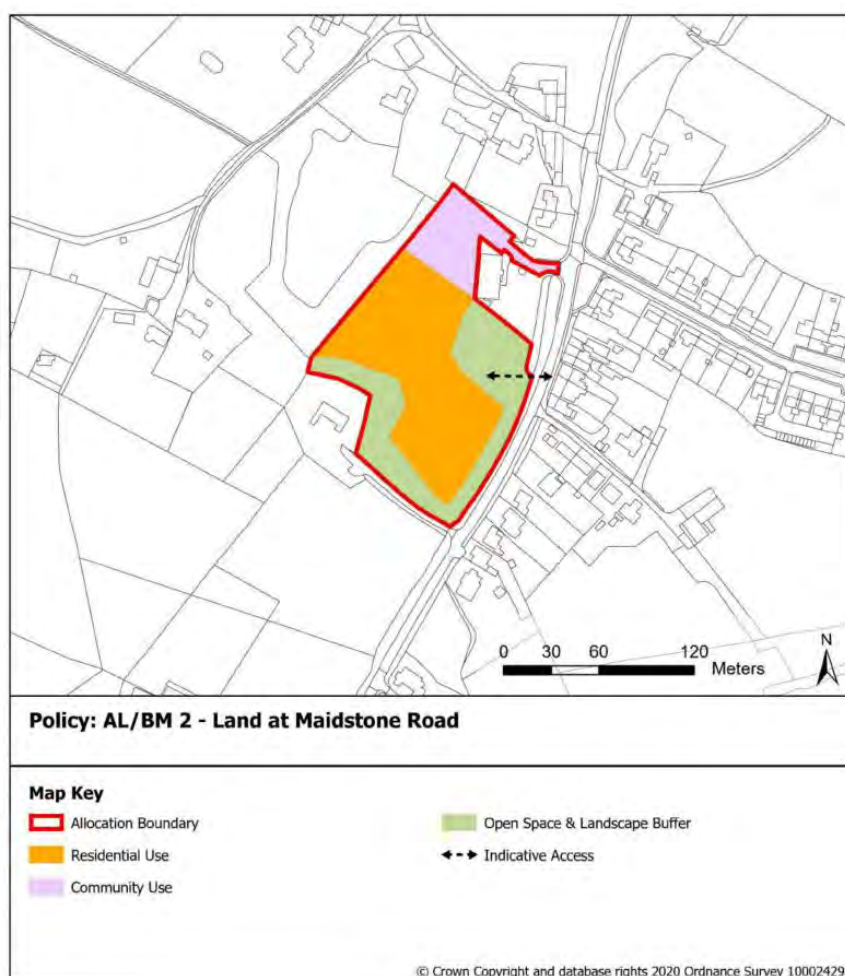 0 30 60 120
Meters
N
Policy: AL/BM 2 - Land at Maidstone Road
Map Key
Allocation Boundary
Residential Use
Community Use
Open Space & Landscape Buffer
Indicative Access
© Crown Copyright and database rights 2020 Ordnance Survey 10002429